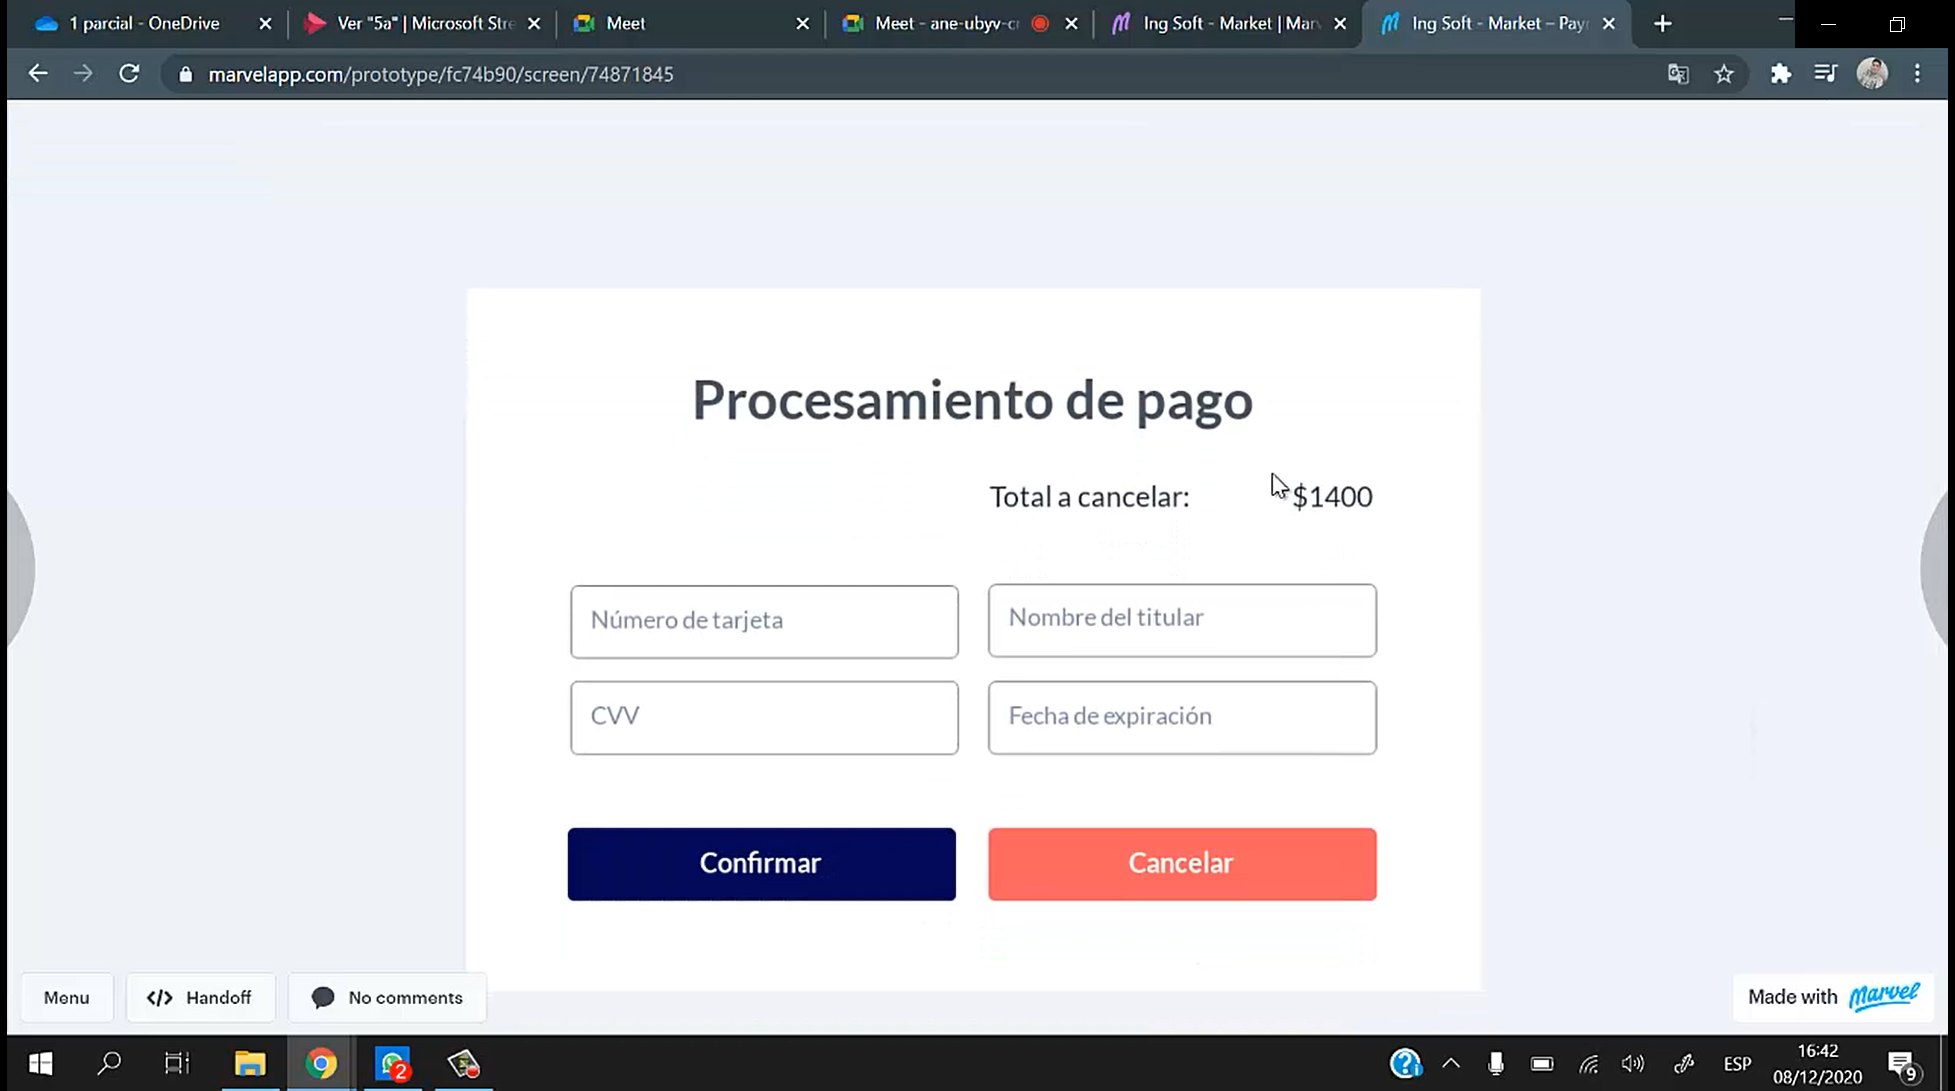 1 parcial - OneDrive
Ver "5a" | Microsoft Stre
Meet
Meet - ane-ubyv-c
Ing Soft - Market | Mar
Ing Soft - Market – Pay
marvelapp.com/prototype/fc74b90/screen/74871845
Procesamiento de pago
Total a cancelar: $1400
Número de tarjeta Nombre del titular
CVV Fecha de expiración
Confirmar Cancelar
Menu </> Handoff No comments
Made with Marvel
2
ESP
16:42
08/12/2020
9